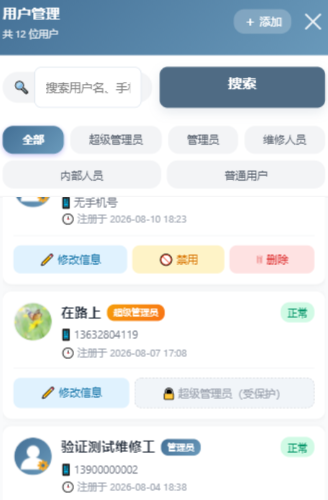 用户管理
共 12 位用户
+ 添加
搜索用户名、手
搜索
全部
超级管理员
管理员
维修人员
内部人员
普通用户
无手机号
注册于 2026-08-10 18:23
修改信息
禁用
删除
在路上 超级管理员
正常
13632804119
注册于 2026-08-07 17:08
修改信息
超级管理员（受保护）
验证测试维修工 管理员
正常
13900000002
注册于 2026-08-04 18:38